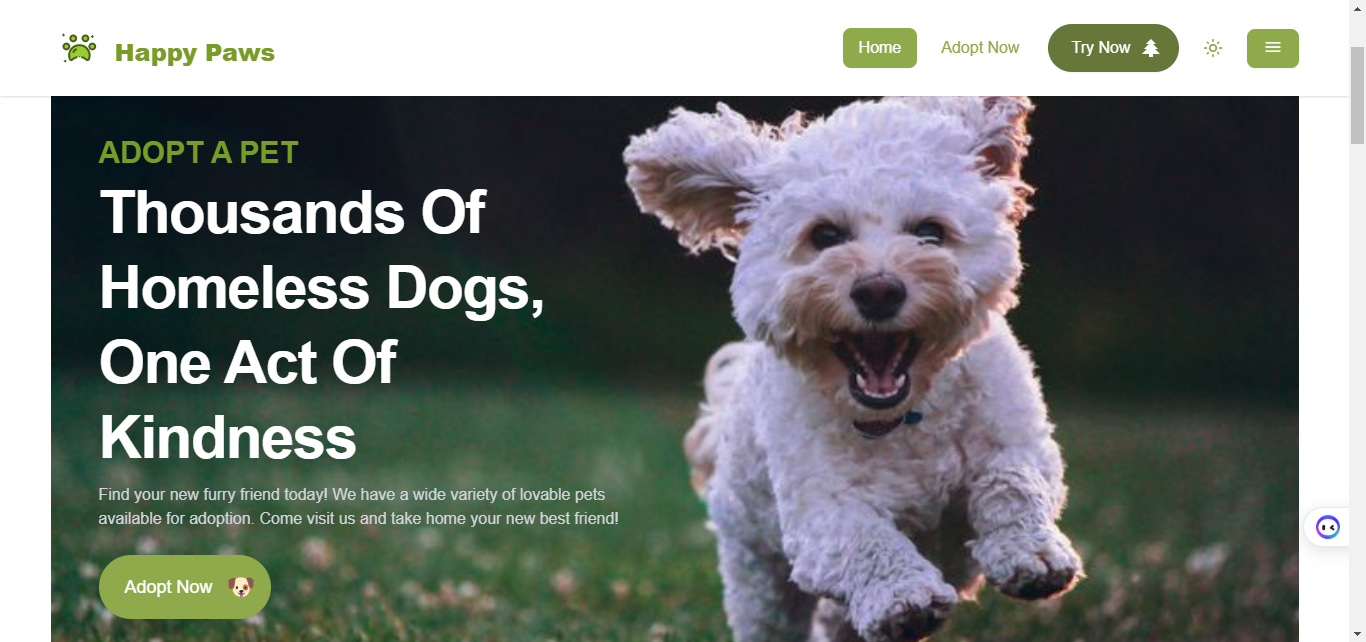 Happy Paws
Home
Adopt Now
Try Now
ADOPT A PET
Thousands Of
Homeless Dogs,
One Act Of
Kindness
Find your new furry friend today! We have a wide variety of lovable pets
available for adoption. Come visit us and take home your new best friend!
Adopt Now